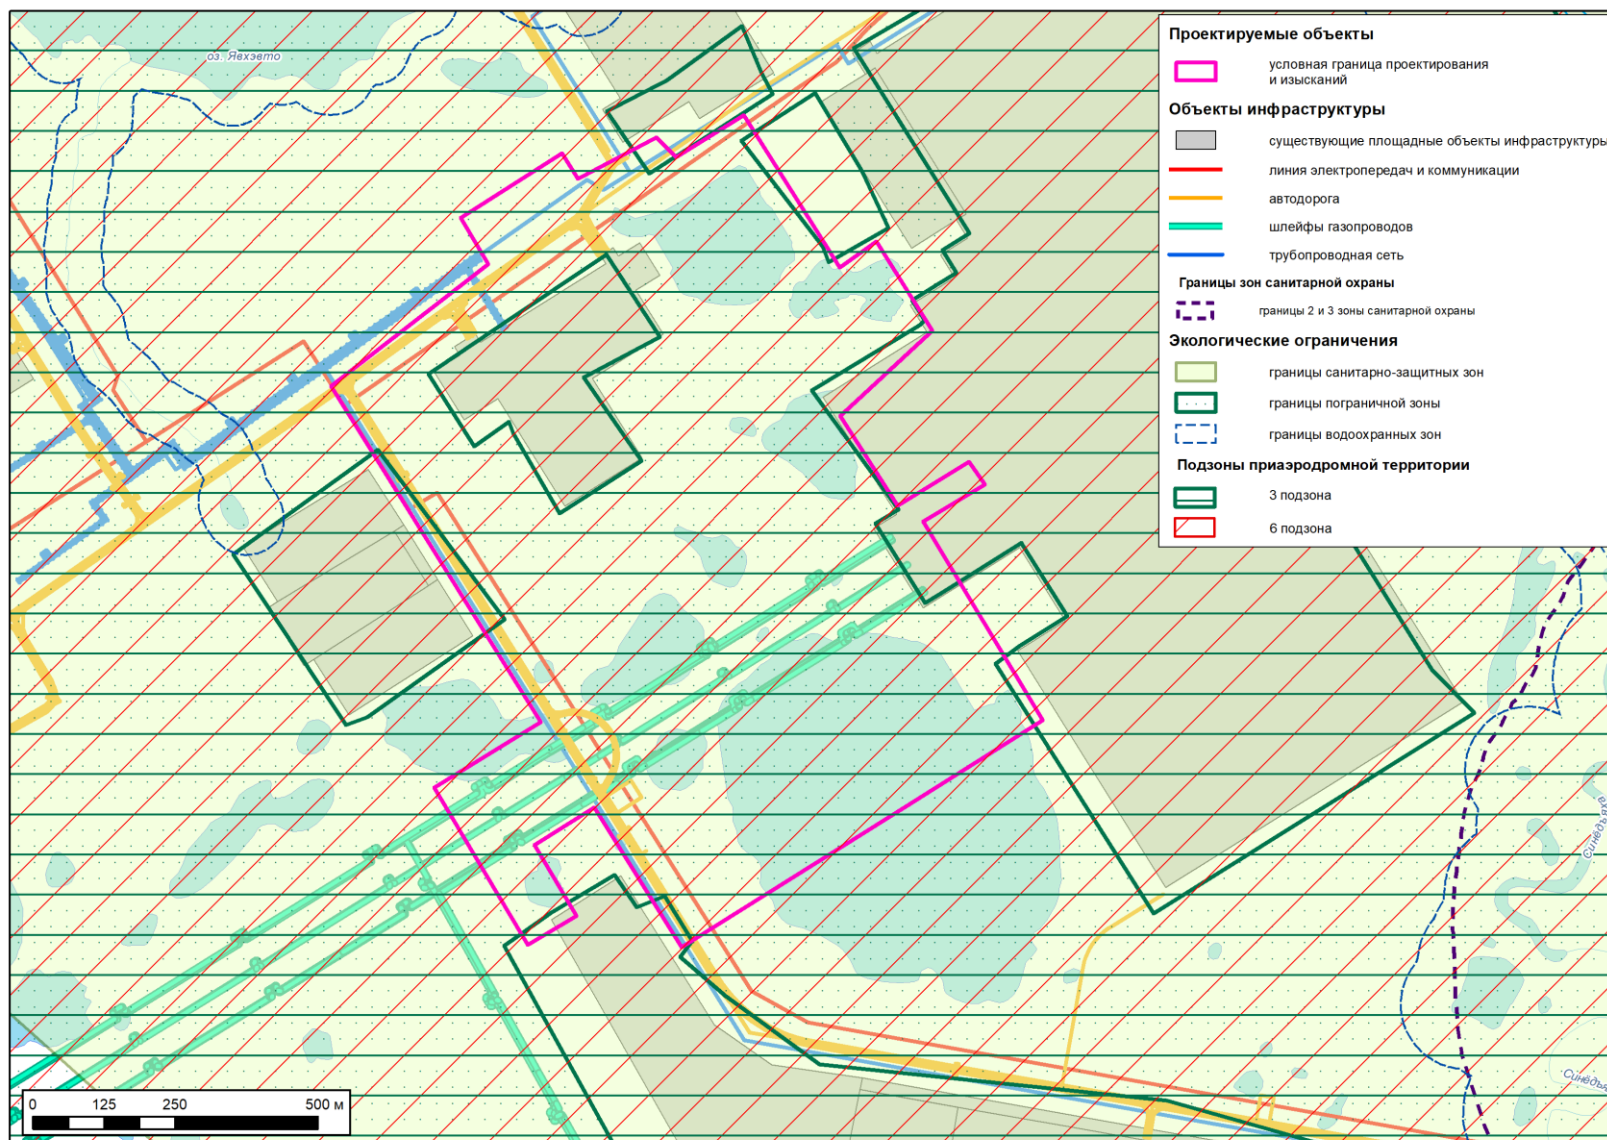 оз. Явхэвто
Проектируемые объекты
условная граница проектирования
и изысканий
Объекты инфраструктуры
существующие площадные объекты инфраструктуры
линия электропередач и коммуникации
автодорога
шлейфы газопроводов
трубопроводная сеть
Границы зон санитарной охраны
границы 2 и 3 зоны санитарной охраны
Экологические ограничения
границы санитарно-защитных зон
границы пограничной зоны
границы водоохранных зон
Подзоны приаэродромной территории
3 подзона
6 подзона
0 125 250 500 м